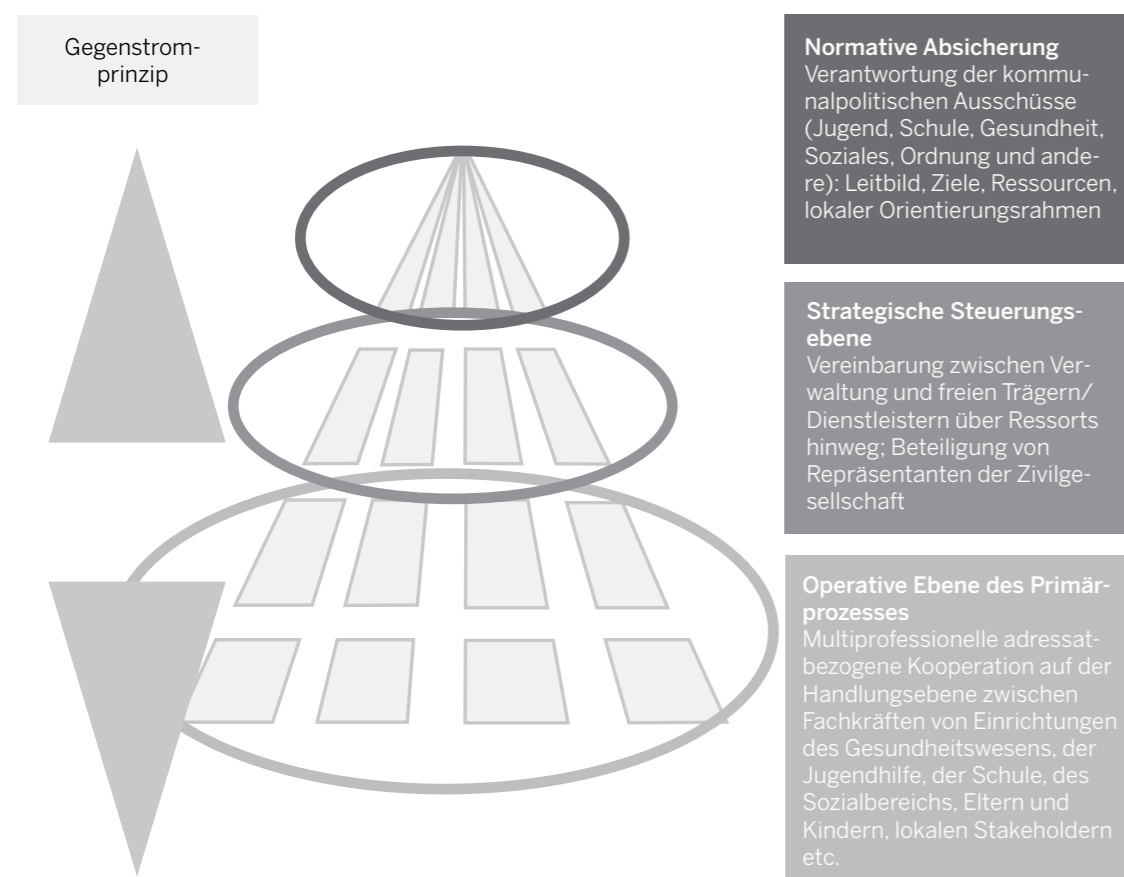 Gegenstrom-
prinzip
Normative Absicherung
Verantwortung der kommu-
nalpolitischen Ausschüsse
(Jugend, Schule, Gesundheit,
Soziales, Ordnung und ande-
re): Leitbild, Ziele, Ressourcen,
lokaler Orientierungsrahmen
Strategische Steuerungs-
ebene
Vereinbarung zwischen Ver-
waltung und freien Trägern/
Dienstleistern über Ressorts
hinweg; Beteiligung von
Repräsentanten der Zivilge-
sellschaft
Operative Ebene des Primär-
prozesses
Multiprofessionelle adressat-
bezogene Kooperation auf der
Handlungsebene zwischen
Fachkräften von Einrichtungen
des Gesundheitswesens, der
Jugendhilfe, der Schule, des
Sozialbereichs, Eltern und
Kindern, lokalen Stakeholdern
etc.